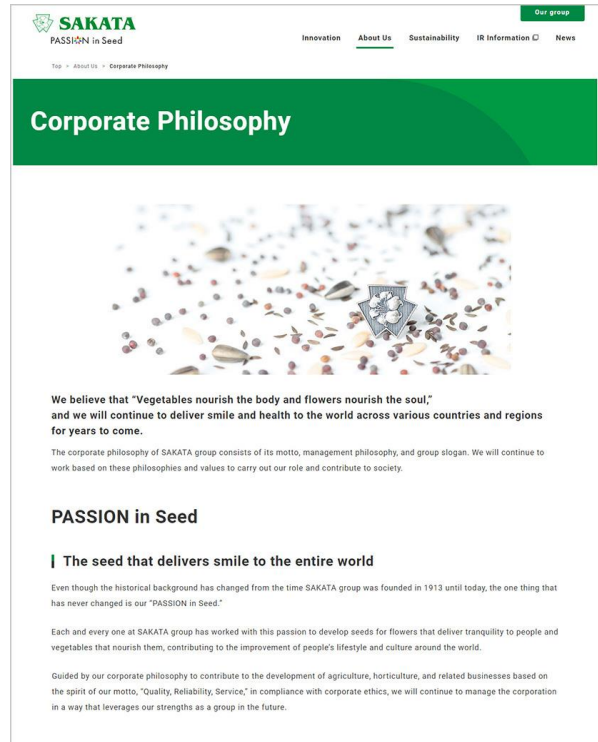 Our group
SAKATA
PASSION in Seed
Innovation About Us Sustainability IR Information News
Top > About Us > Corporate Philosophy
Corporate Philosophy
We believe that “Vegetables nourish the body and flowers nourish the soul,”
and we will continue to deliver smile and health to the world across various countries and regions
for years to come.
The corporate philosophy of SAKATA group consists of its motto, management philosophy, and group slogan. We will continue to
work based on these philosophies and values to carry out our role and contribute to society.
PASSION in Seed
The seed that delivers smile to the entire world
Even though the historical background has changed from the time SAKATA group was founded in 1913 until today, the one thing that
has never changed is our “PASSION in Seed.”
Each and every one at SAKATA group has worked with this passion to develop seeds for flowers that deliver tranquility to people and
vegetables that nourish them, contributing to the improvement of people's lifestyle and culture around the world.
Guided by our corporate philosophy to contribute to the development of agriculture, horticulture, and related businesses based on
the spirit of our motto, “Quality, Reliability, Service,” in compliance with corporate ethics, we will continue to manage the corporation
in a way that leverages our strengths as a group in the future.